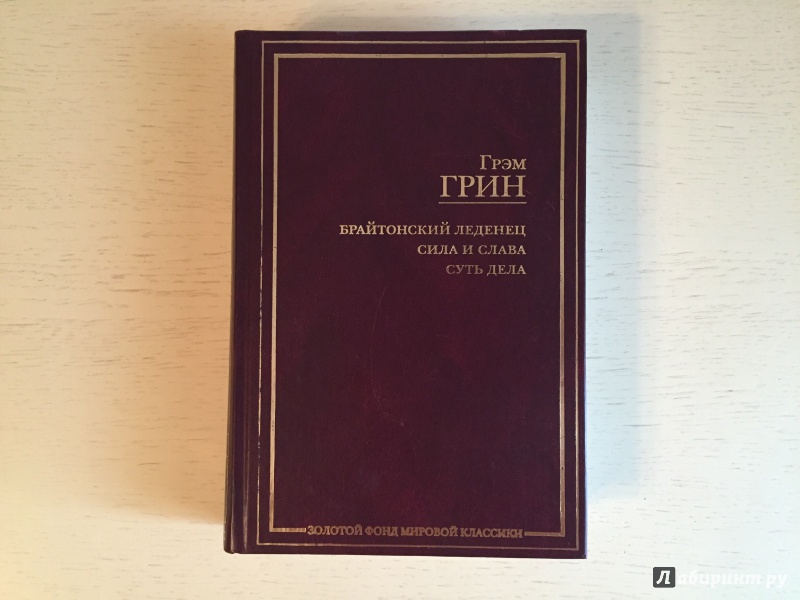 Грэм
ГРИН
БРАЙТОНСКИЙ ЛЕДЕНЕЦ
СИЛА И СЛАВА
СУТЬ ДЕЛА
ЗОЛОТОЙ ФОНД МИРОВОЙ КЛАССИКИ
Лабиринт.ру